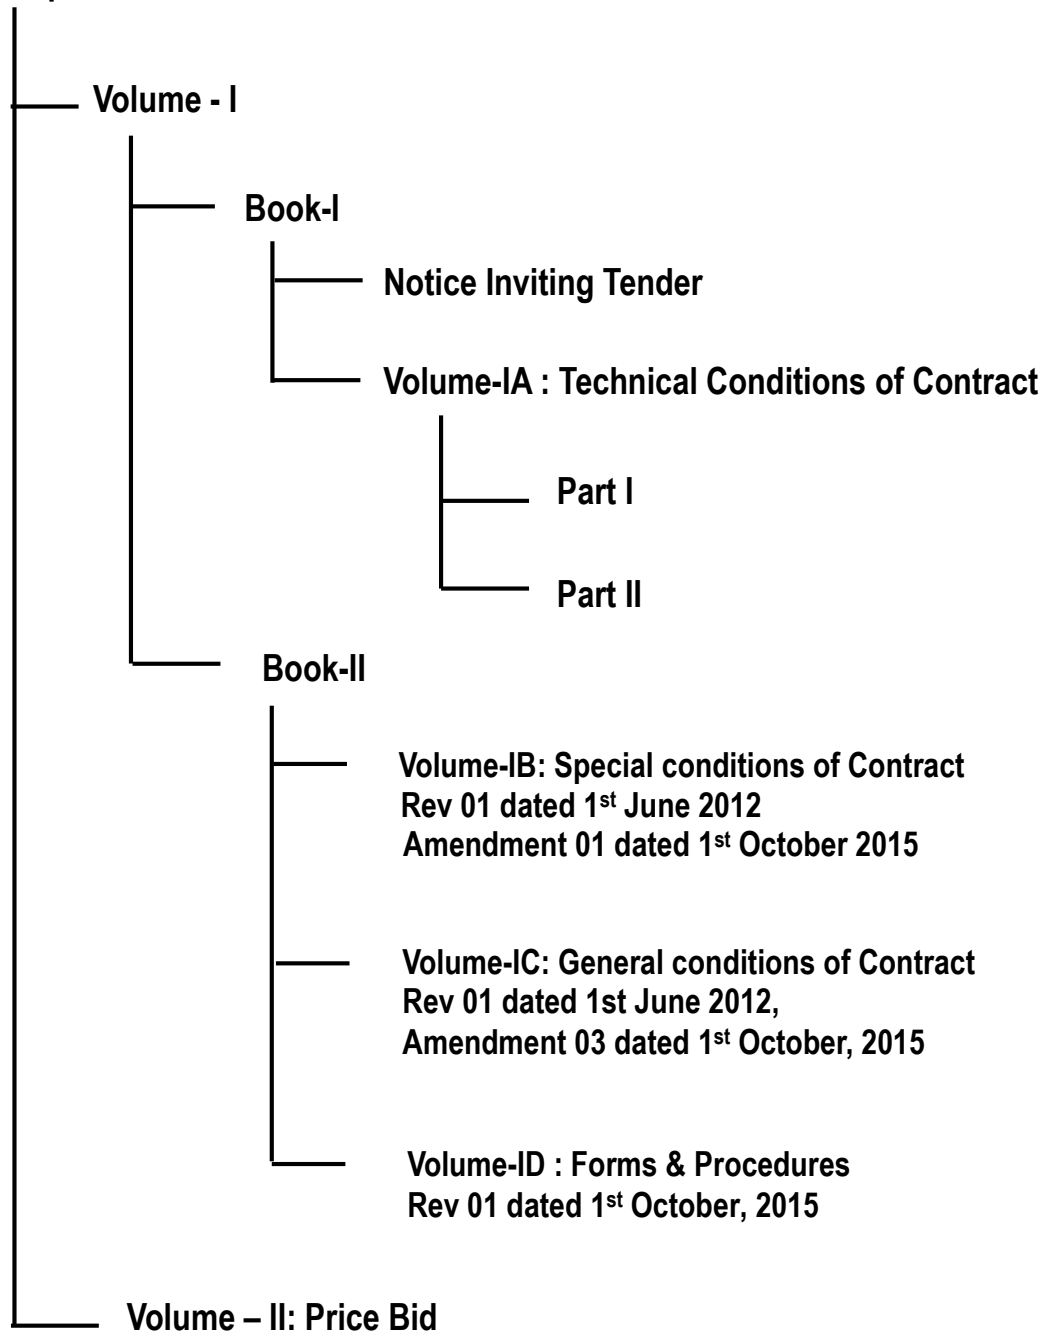 Volume - I
Book-I
Notice Inviting Tender
Volume-IA : Technical Conditions of Contract
Part I
Part II
Book-II
Volume-IB: Special conditions of Contract
Rev 01 dated 1st June 2012
Amendment 01 dated 1st October 2015
Volume-IC: General conditions of Contract
Rev 01 dated 1st June 2012,
Amendment 03 dated 1st October, 2015
Volume-ID : Forms & Procedures
Rev 01 dated 1st October, 2015
Volume – II: Price Bid